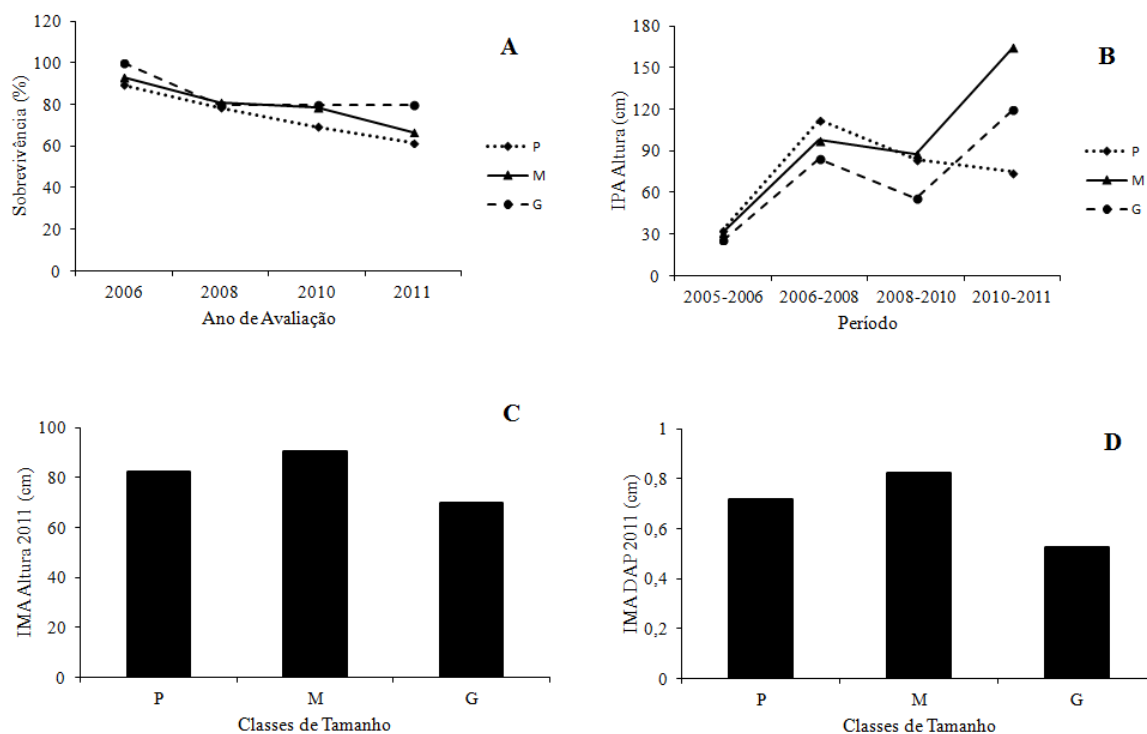 A
Sobrevivência (%)
120
100
80
60
40
20
0
2006 2008 2010 2011
Ano de Avaliação
P
M
G
B
IPA Altura (cm)
180
150
120
90
60
30
0
2005-2006 2006-2008 2008-2010 2010-2011
Período
P
M
G
C
IMA Altura 2011 (cm)
100
80
60
40
20
0
P M G
Classes de Tamanho
D
IMA DAP 2011 (cm)
1
0,8
0,6
0,4
0,2
0
P M G
Classes de Tamanho